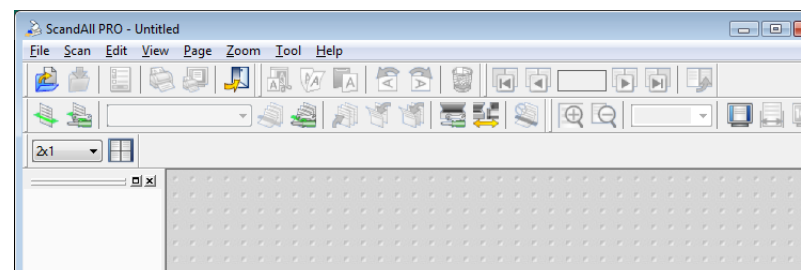 ScandAll PRO - Untitled
File Scan Edit View Page Zoom Tool Help
2x1